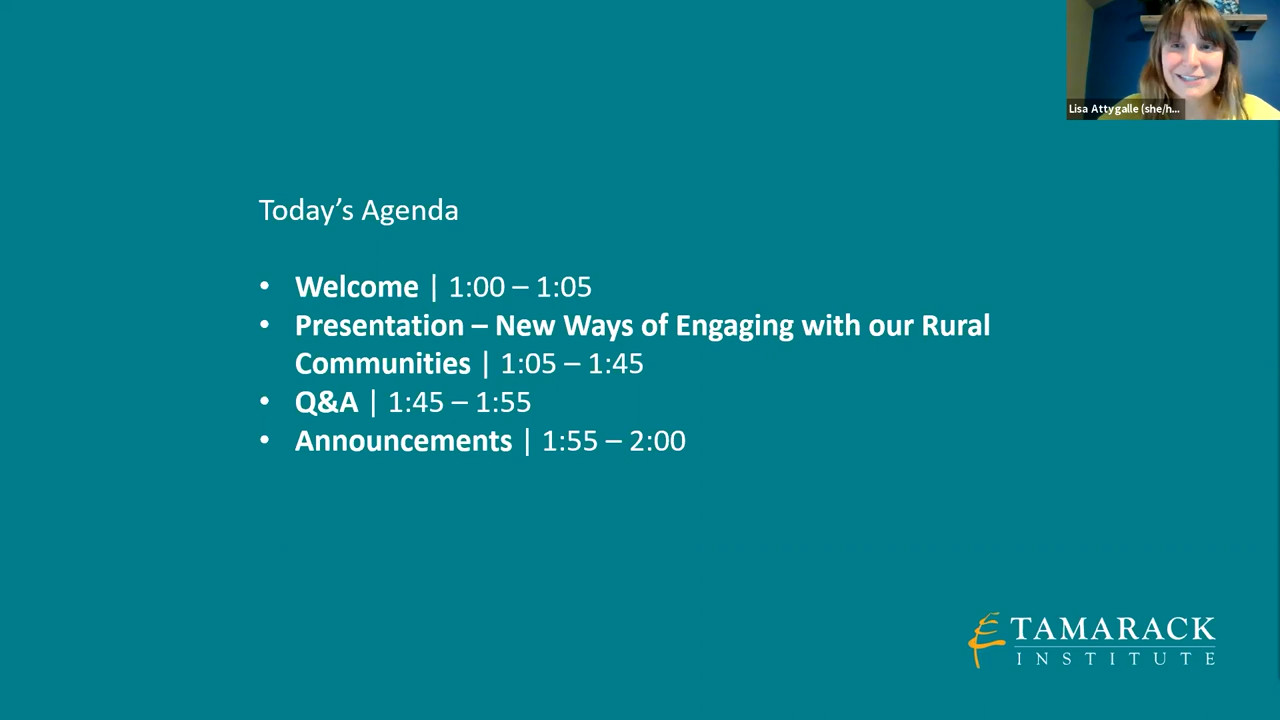 Lisa Attygalle (she/h...
Today's Agenda
• Welcome | 1:00 – 1:05
• Presentation – New Ways of Engaging with our Rural
Communities | 1:05 – 1:45
• Q&A | 1:45 – 1:55
• Announcements | 1:55 – 2:00
TAMARACK
INSTITUTE